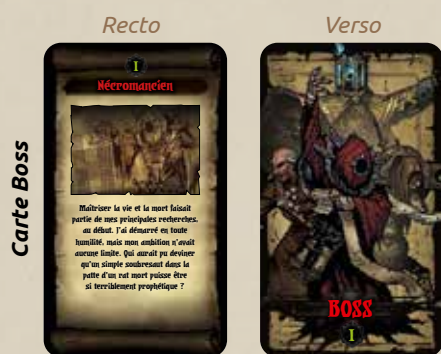 Recto
Verso
Carte Boss
I
Nécromancien
Maîtriser la vie et la mort faisait
partie de mes principales recherches,
au début. J'ai démarré en toute
humilité, mais mon ambition n'avait
aucune limite. Qui aurait pu deviner
qu'un simple soubresaut dans la
patte d'un rat mort puisse être
si terriblement prophétique ?
BOSS
I